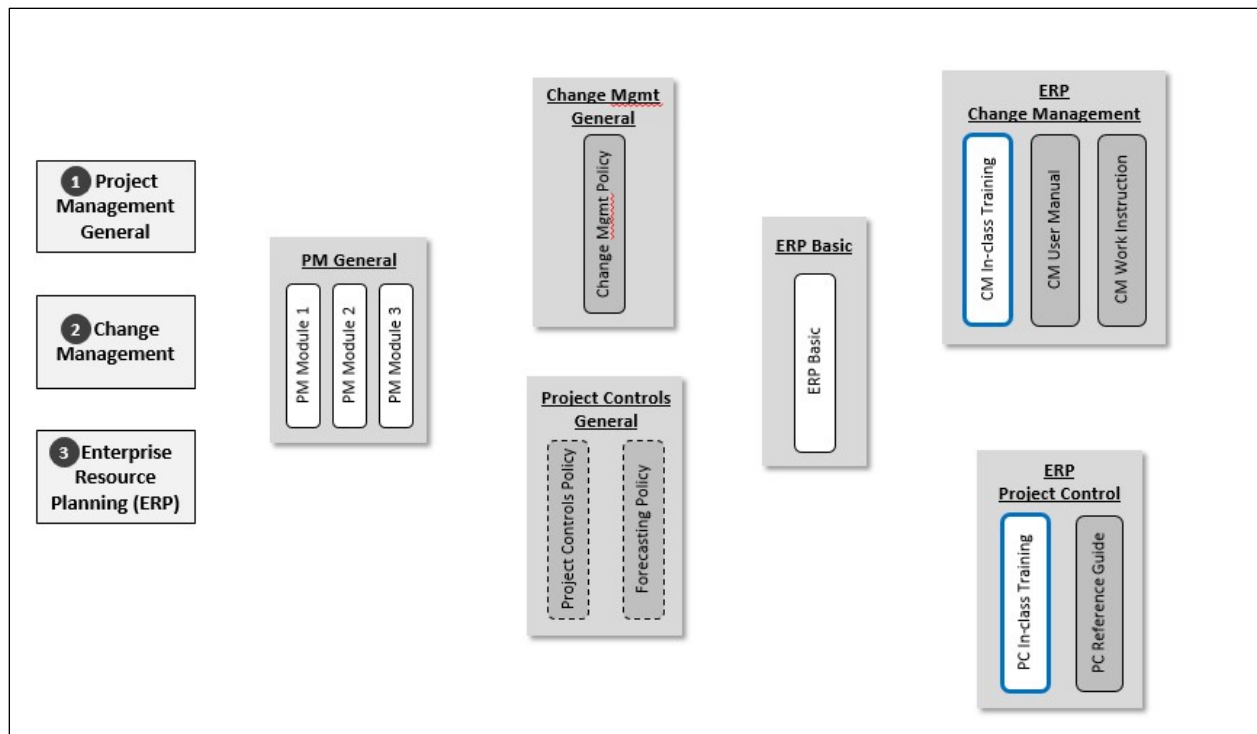 1 Project
Management
General
2 Change
Management
3 Enterprise
Resource
Planning (ERP)
PM General
PM Module 1
PM Module 2
PM Module 3
Change Mgmt
General
Change Mgmt Policy
Project Controls
General
Project Controls Policy
Forecasting Policy
ERP Basic
ERP Basic
ERP
Change Management
CM In-class Training
CM User Manual
CM Work Instruction
ERP
Project Control
PC In-class Training
PC Reference Guide